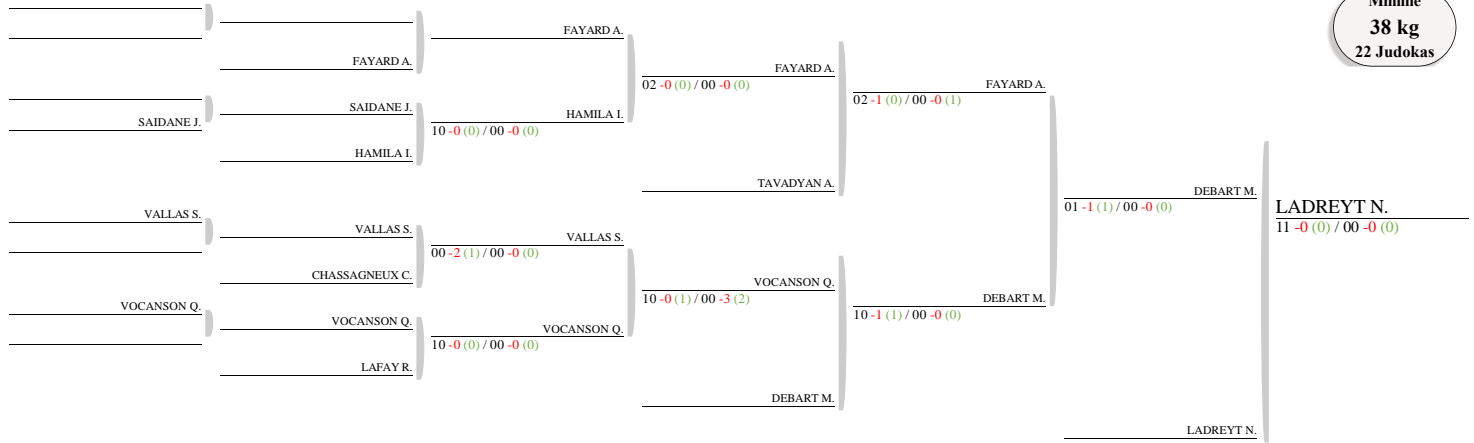 Minime
38 kg
22 Judokas
FAYARD A.
SAIDANE J.
SAIDANE J.
HAMILA I.
FAYARD A.
HAMILA I.
10 -0 (0) / 00 -0 (0)
FAYARD A.
02 -0 (0) / 00 -0 (0)
TAVADYAN A.
FAYARD A.
02 -1 (0) / 00 -0 (1)
VALLAS S.
VALLAS S.
CHASSAGNEUX C.
VOCANSON Q.
VOCANSON Q.
LAFAY R.
VALLAS S.
00 -2 (1) / 00 -0 (0)
VOCANSON Q.
10 -0 (0) / 00 -0 (0)
VOCANSON Q.
10 -0 (1) / 00 -3 (2)
DEBART M.
DEBART M.
10 -1 (1) / 00 -0 (0)
DEBART M.
01 -1 (1) / 00 -0 (0)
LADREYT N.
LADREYT N.
11 -0 (0) / 00 -0 (0)